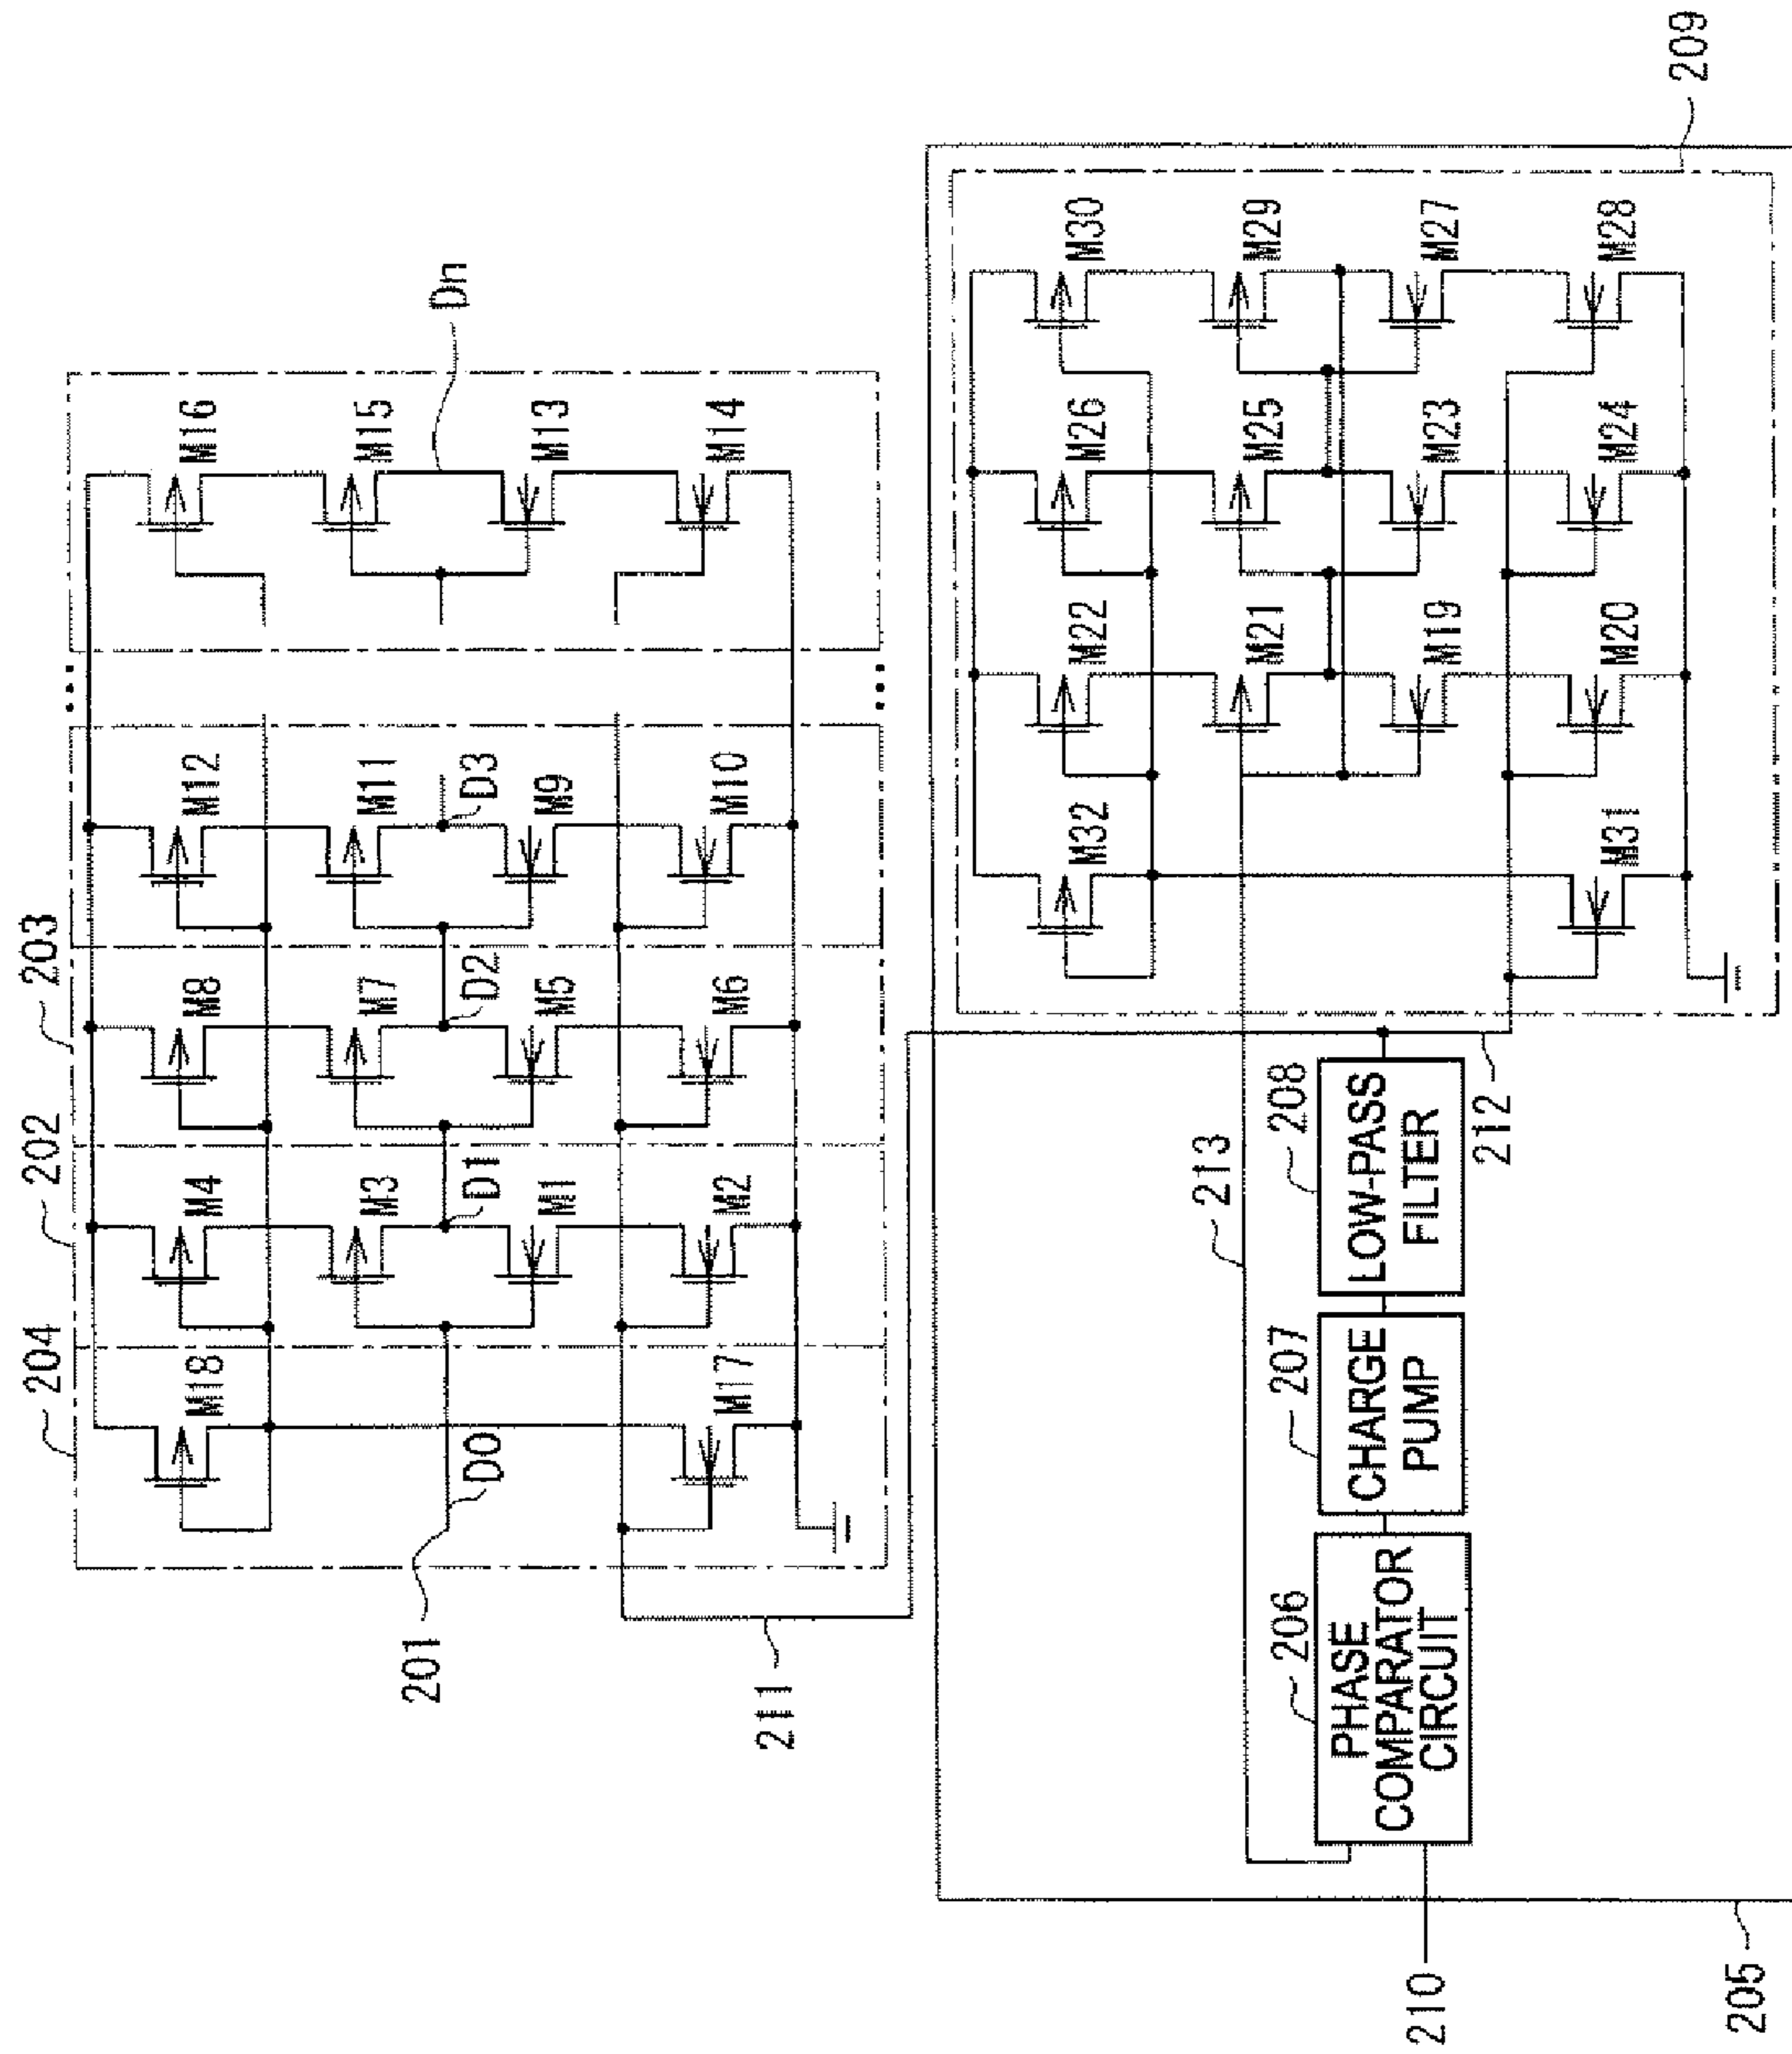 204
202
203
M18
M4
M8
M12
M16
M3
M7
M11
M15
201
D0
D1
D2
D3
Dn
M1
M5
M9
M13
M17
M2
M6
M10
M14
211
205
209
M32
M22
M26
M30
213
M21
M25
M29
M19
M23
M27
M31
M20
M24
M28
206
207
208
PHASE
COMPARATOR
CIRCUIT
CHARGE
PUMP
LOW-PASS
FILTER
210
212